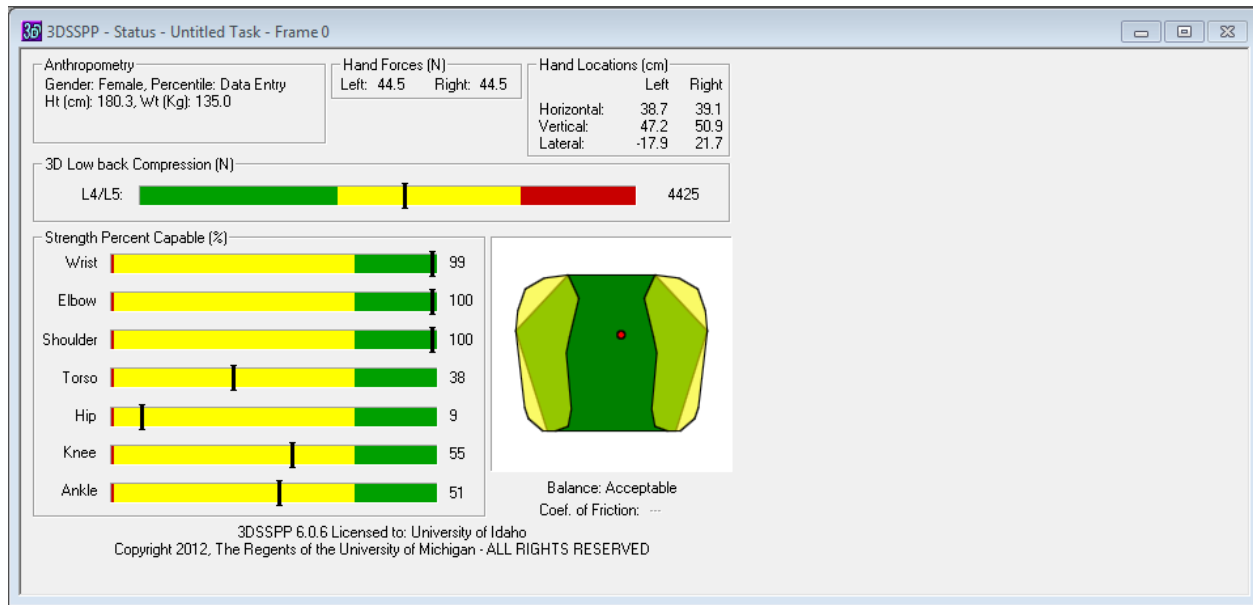 3DSSPP - Status - Untitled Task - Frame 0
Anthropometry
Gender: Female, Percentile: Data Entry
Ht (cm): 180.3, Wt (Kg): 135.0
Hand Forces (N)
Left: 44.5 Right: 44.5
Hand Locations (cm)
Left Right
Horizontal: 38.7 39.1
Vertical: 47.2 50.9
Lateral: -17.9 21.7
3D Low back Compression (N)
L4/L5: 4425
Strength Percent Capable (%)
Wrist 99
Elbow 100
Shoulder 100
Torso 38
Hip 9
Knee 55
Ankle 51
Balance: Acceptable
Coef. of Friction: ---
3DSSPP 6.0.6 Licensed to: University of Idaho
Copyright 2012, The Regents of the University of Michigan - ALL RIGHTS RESERVED